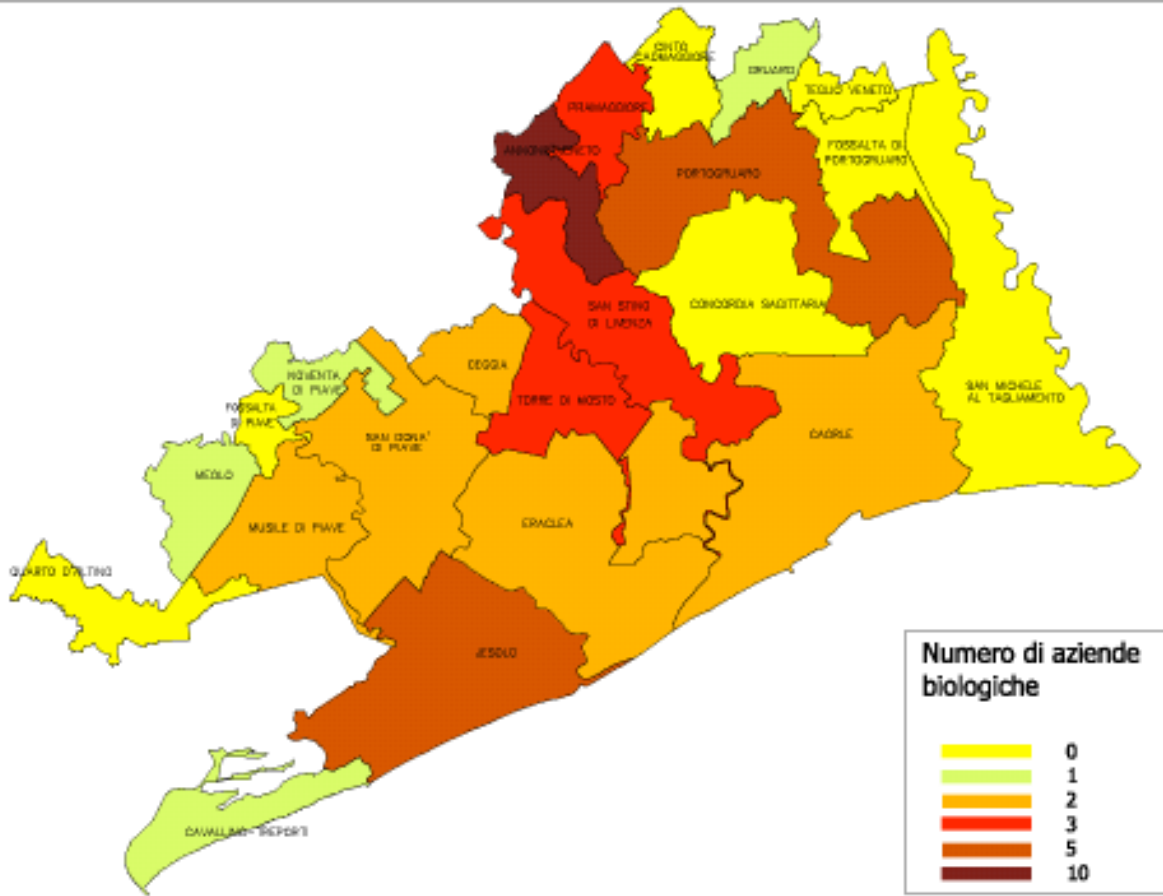 CINTO
CAOMAGGIORE
GRUARO
TEGLIO VENETO
PRAMAGGIORE
ANNONE VENETO
FOSSALTA DI
PORTOGRUARO
PORTOGRUARO
SAN STINO
DI LIVENZA
CONCORDIA SAGITTARIA
CEGGIA
NOVENTA
DI PIAVE
SAN MICHELE
AL TAGLIAMENTO
TORRE DI MOSTO
FOSSALTA
DI PIAVE
CAORLE
SAN DONA'
DI PIAVE
MEOLO
MUSILE DI PIAVE
ERACLEA
QUARTO D'ALTINO
JESOLO
CAVALLINO-TREPORTI
Numero di aziende
biologiche
0
1
2
3
5
10